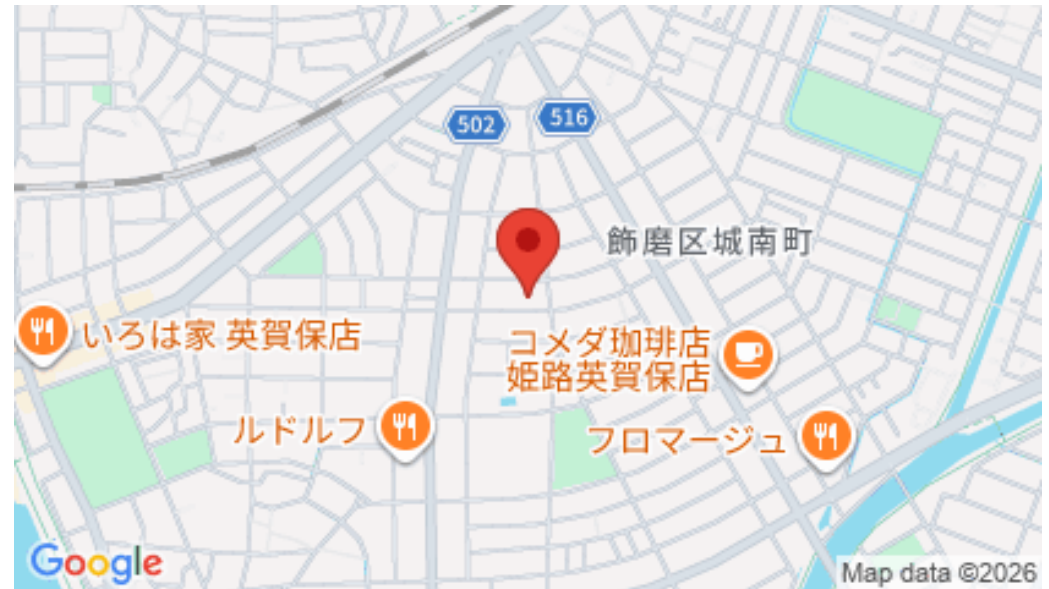 502
516
飾磨区城南町
いろは家 英賀保店
コメダ珈琲店
姫路英賀保店
ルドルフ
フロマージュ
Google
Map data ©2026